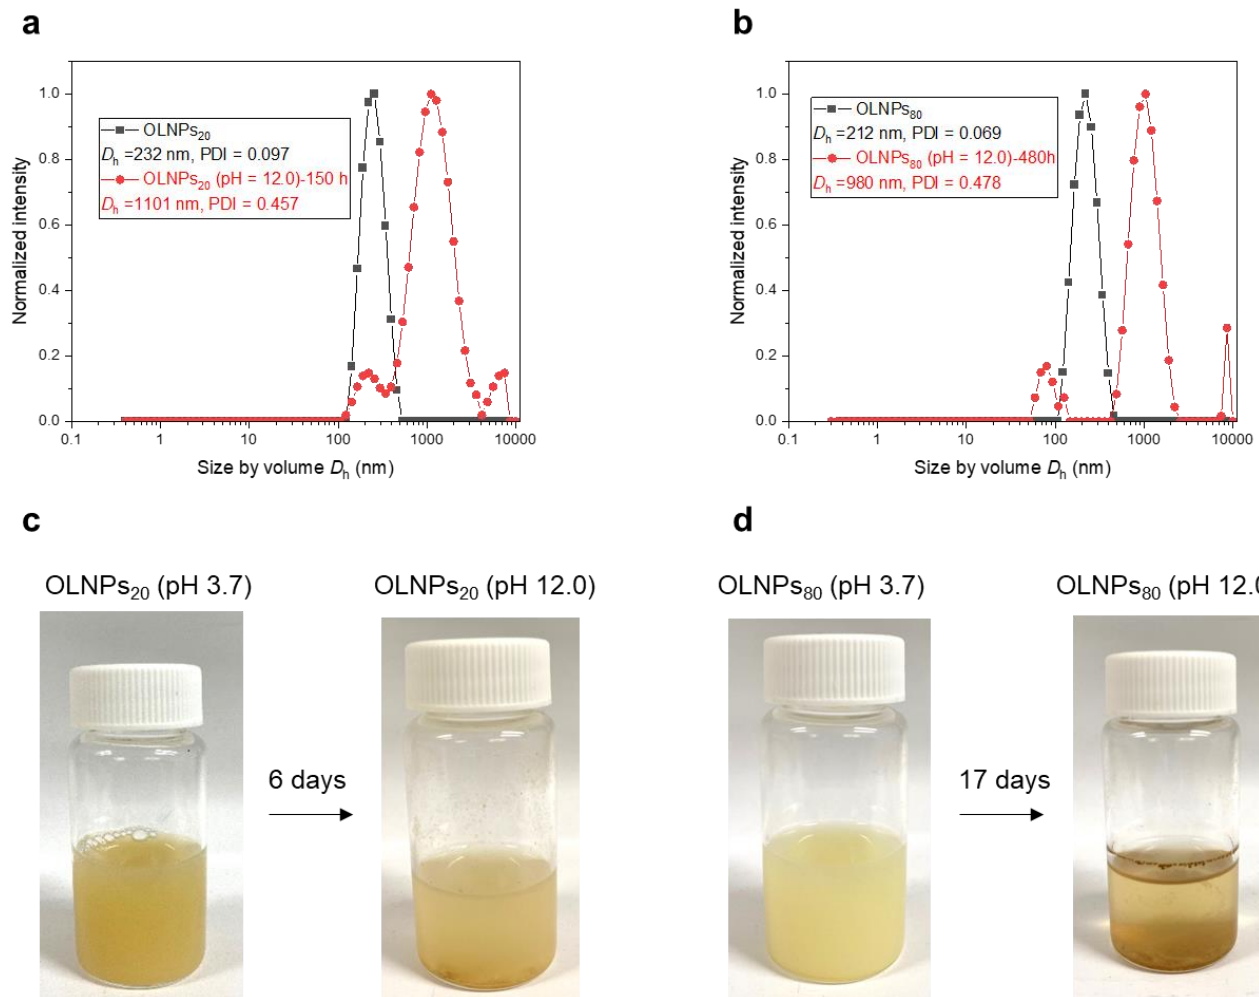 a
b
OLNPs₂₀
Dₕ =232 nm, PDI = 0.097
OLNPs₂₀ (pH = 12.0)-150 h
Dₕ =1101 nm, PDI = 0.457
Normalized intensity
1.0
0.8
0.6
0.4
0.2
0.0
0.1
1
10
100
1000
10000
Size by volume Dₕ (nm)
OLNPs₈₀
Dₕ =212 nm, PDI = 0.069
OLNPs₈₀ (pH = 12.0)-480h
Dₕ =980 nm, PDI = 0.478
Normalized intensity
1.0
0.8
0.6
0.4
0.2
0.0
0.1
1
10
100
1000
10000
Size by volume Dₕ (nm)
c
d
OLNPs₂₀ (pH 3.7)
OLNPs₂₀ (pH 12.0)
6 days
OLNPs₈₀ (pH 3.7)
OLNPs₈₀ (pH 12.0
17 days